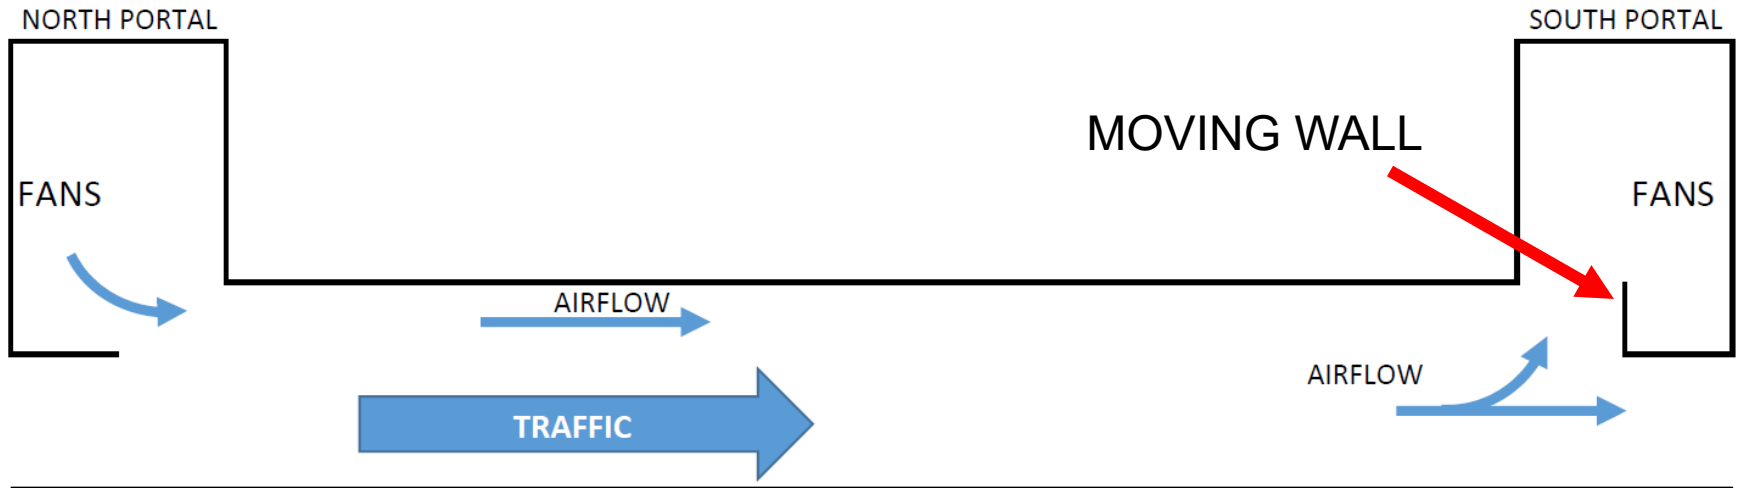 NORTH PORTAL
SOUTH PORTAL
MOVING WALL
FANS
FANS
AIRFLOW
AIRFLOW
TRAFFIC